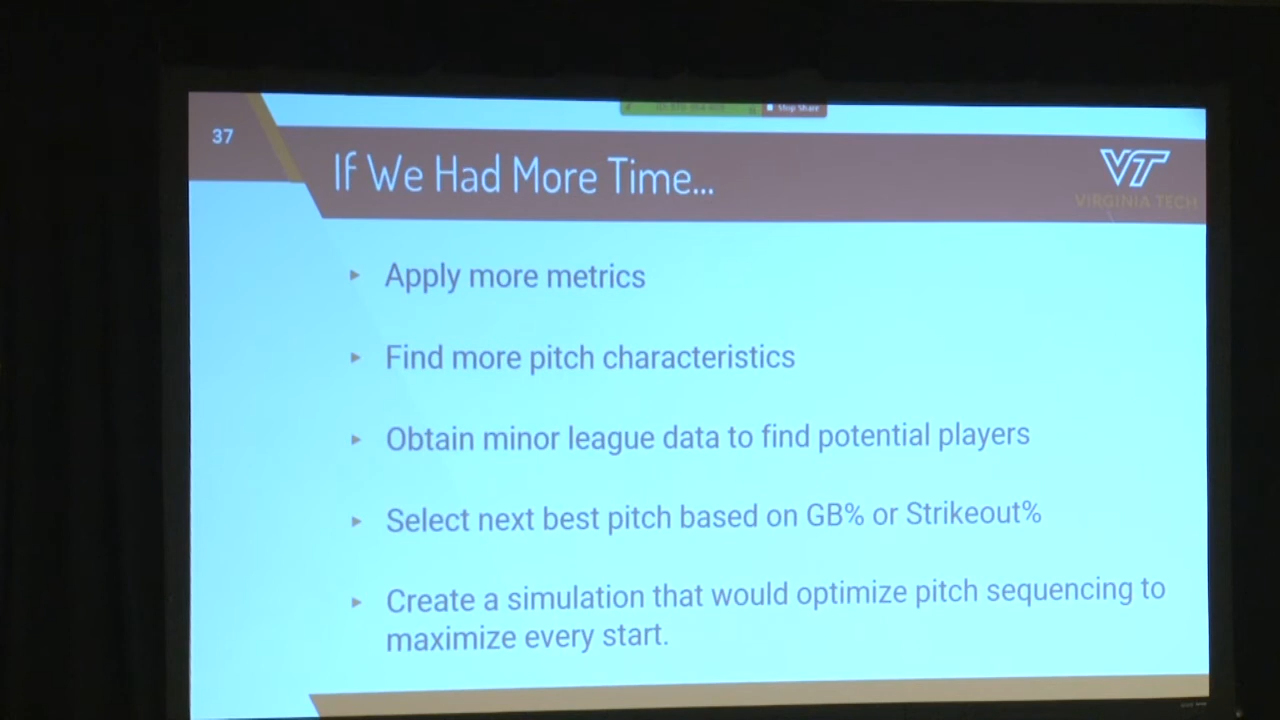 37
If We Had More Time...
VT
VIRGINIA TECH
Stop Share
Apply more metrics
Find more pitch characteristics
Obtain minor league data to find potential players
Select next best pitch based on GB% or Strikeout%
Create a simulation that would optimize pitch sequencing to
maximize every start.